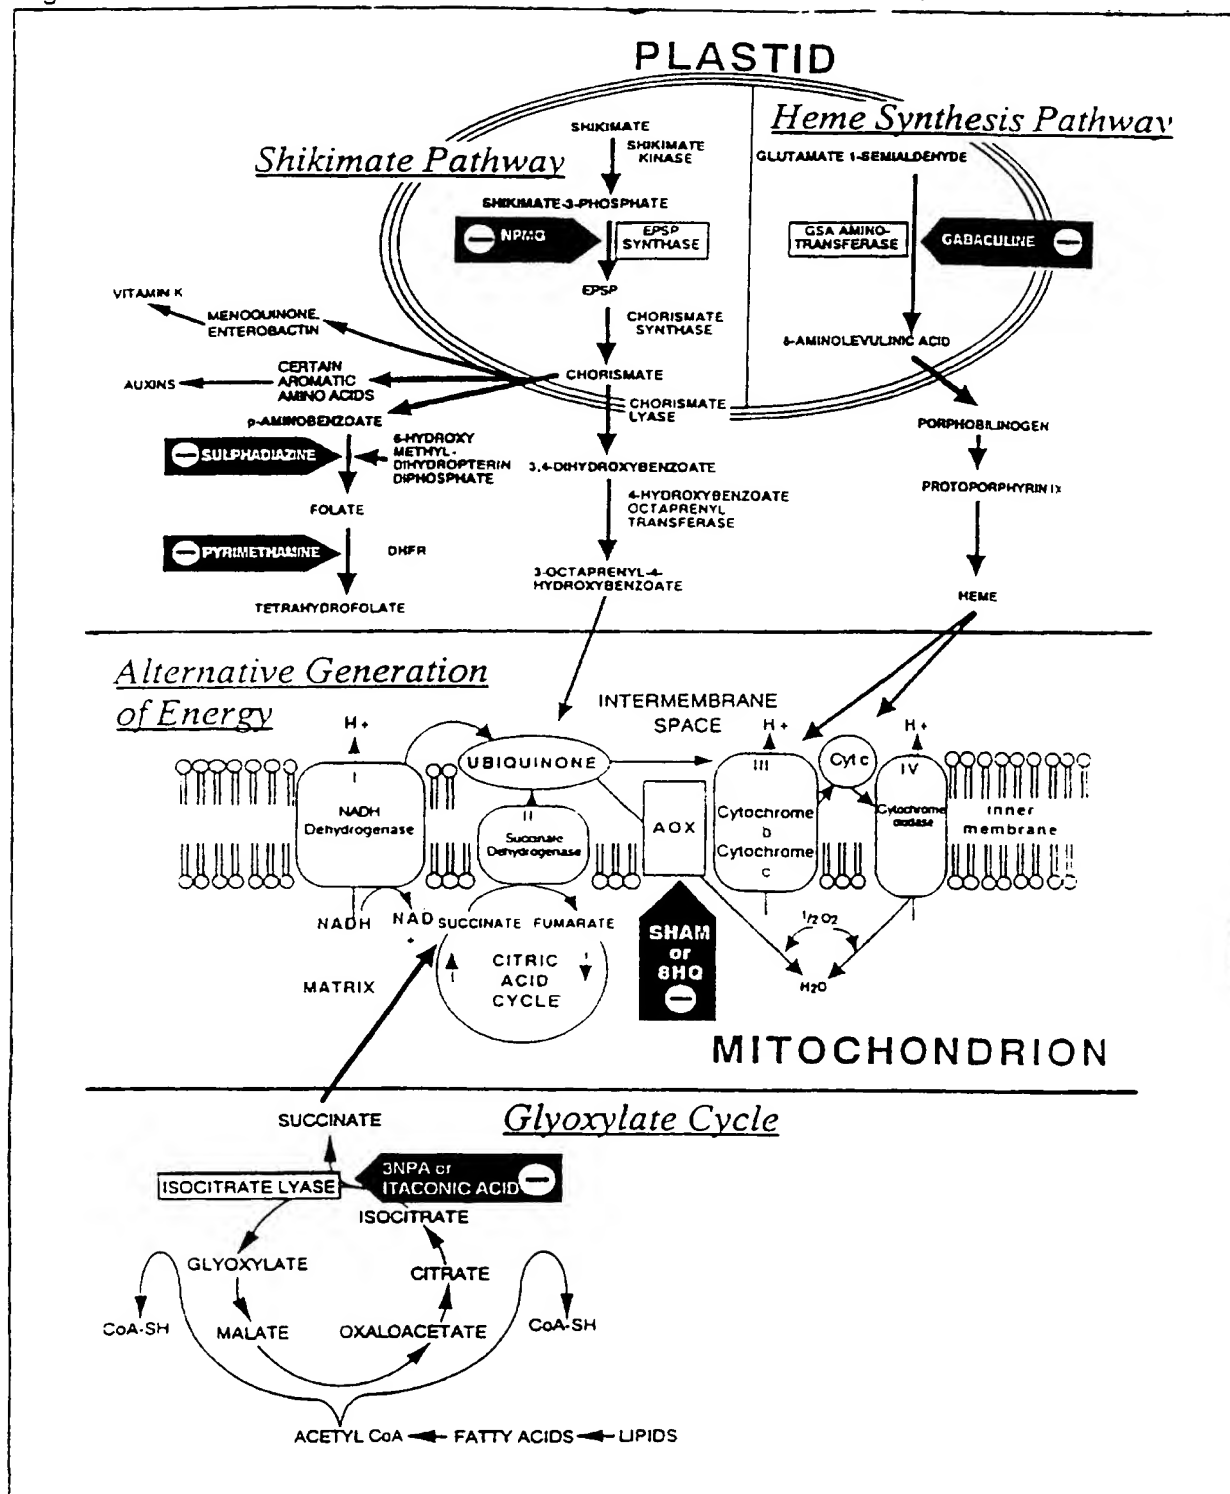 PLASTID
Shikimate Pathway
Heme Synthesis Pathway
SHIKIMATE
SHIKIMATE
KINASE
SHIKIMATE-3-PHOSPHATE
NPMG
EPSP
SYNTHASE
EPSP
CHORISMATE
SYNTHASE
CHORISMATE
CHORISMATE
LYASE
GLUTAMATE 1-SEMIALDEHYDE
GSA AMINO-
TRANSFERASE
GABACULINE
δ-AMINOLEVULINIC ACID
PORPHOBILINOGEN
PROTOPORPHYRIN IX
HEME
VITAMIN K
MENOQUINONE,
ENTEROBACTIN
AUXINS
CERTAIN
AROMATIC
AMINO ACIDS
p-AMINOBENZOATE
SULPHADIAZINE
6-HYDROXY
METHYL-
DIHYDROPTERIN
DIPHOSPHATE
FOLATE
PYRIMETHAMINE
DHFR
TETRAHYDROFOLATE
3,4-DIHYDROXYBENZOATE
4-HYDROXYBENZOATE
OCTAPRENYL
TRANSFERASE
3-OCTAPRENYL-4-
HYDROXYBENZOATE
Alternative Generation
of Energy
INTERMEMBRANE
SPACE
H+
I
NADH
Dehydrogenase
UBIQUINONE
II
Succinate
Dehydrogenase
AOX
H+
III
Cytochrome
b
Cytochrome
c
Cyt c
H+
IV
Cytochrome
oxidase
inner
membrane
NADH
NAD
+
SUCCINATE FUMARATE
CITRIC
ACID
CYCLE
MATRIX
SHAM
or
8HQ
1/2 O2
H2O
MITOCHONDRION
Glyoxylate Cycle
SUCCINATE
ISOCITRATE LYASE
3NPA or
ITACONIC ACID
ISOCITRATE
GLYOXYLATE
CITRATE
CoA-SH
MALATE
OXALOACETATE
CoA-SH
ACETYL CoA
FATTY ACIDS
LIPIDS